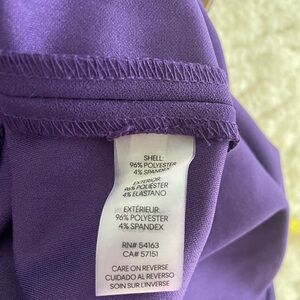 SHELL:
96% POLYESTER
4% SPANDEX
EXTERIOR:
96% POLIÉSTER
4% ELASTANO
EXTÉRIEUR:
96% POLYESTER
4% SPANDEX
RN# 54163
CA# 57151
CARE ON REVERSE
CUIDADO AL REVERSO
SOIN SUR L'INVERSE